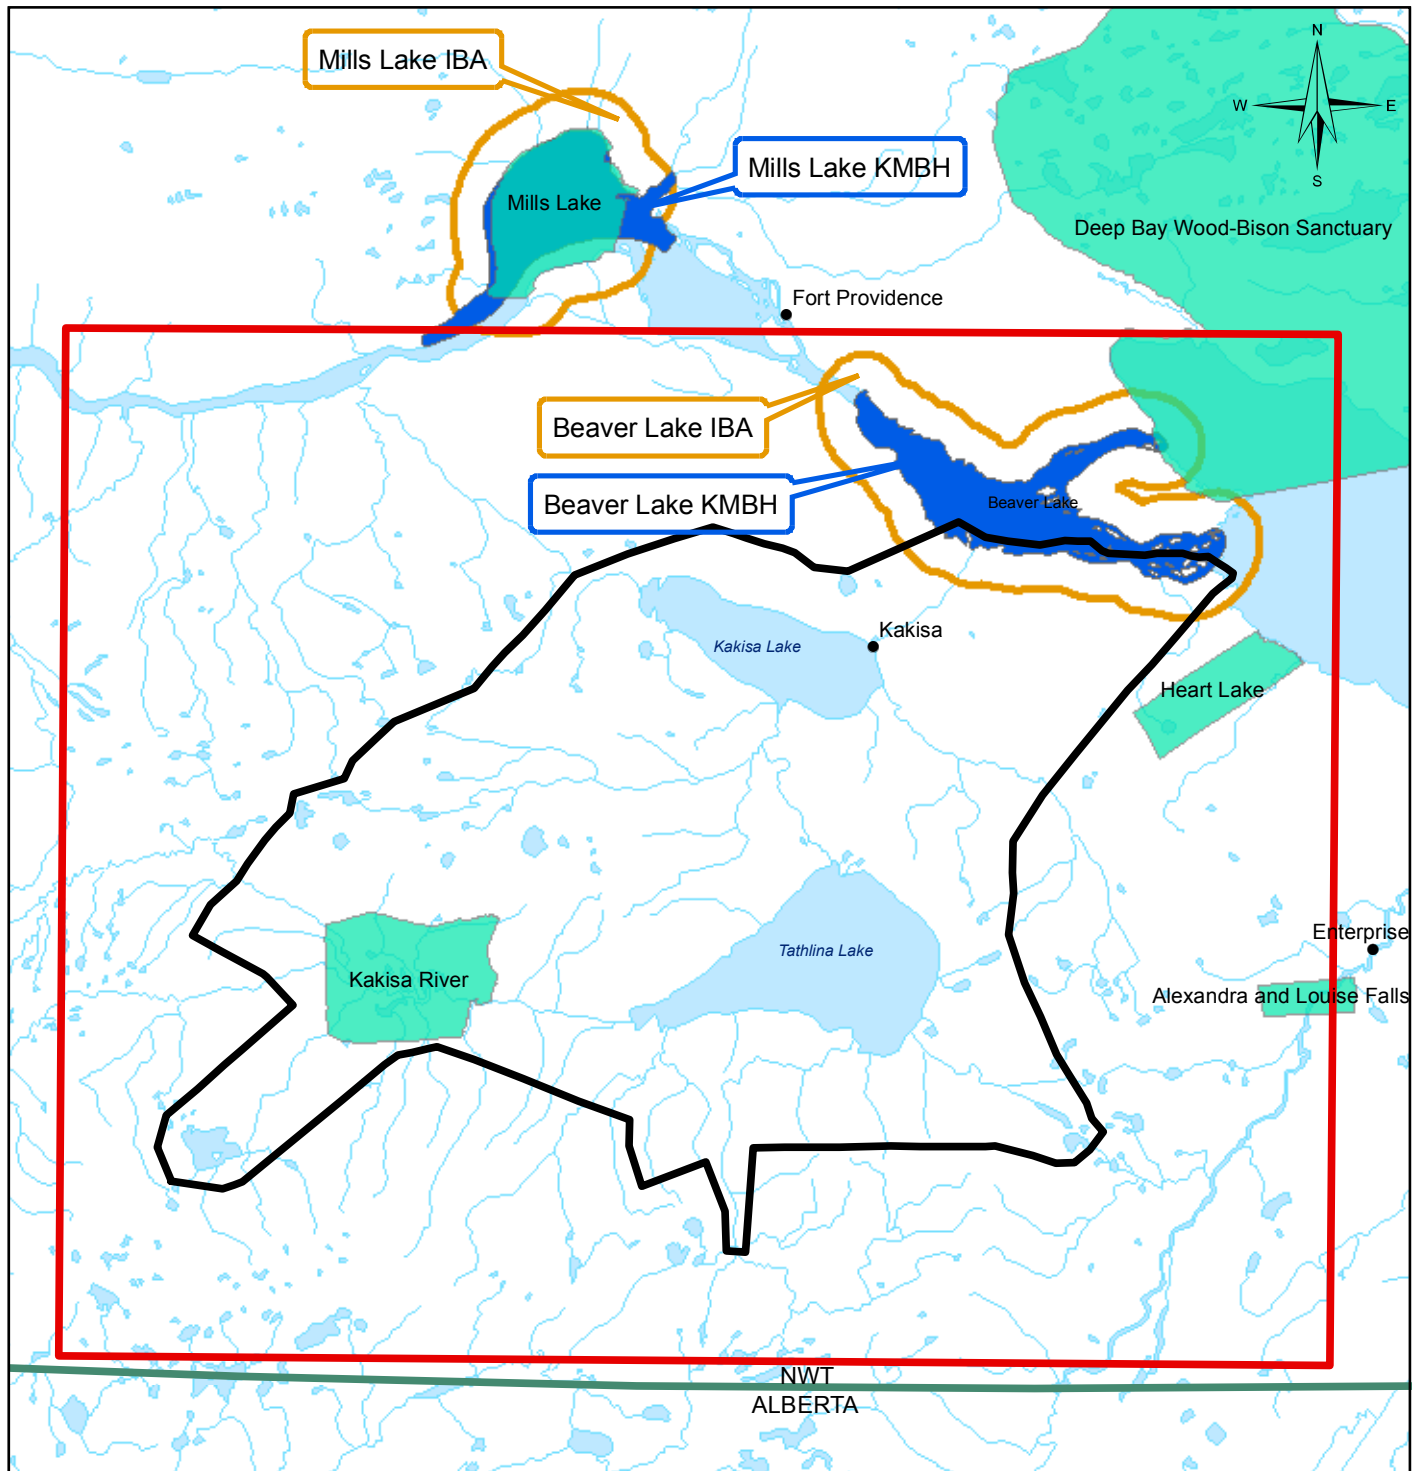 N
Mills Lake IBA
W
E
Mills Lake KMBH
S
Mills Lake
Deep Bay Wood-Bison Sanctuary
Fort Providence
Beaver Lake IBA
Beaver Lake KMBH
Beaver Lake
Kakisa
Kakisa Lake
Heart Lake
Enterprise
Tathlina Lake
Kakisa River
Alexandra and Louise Falls
NWT
ALBERTA